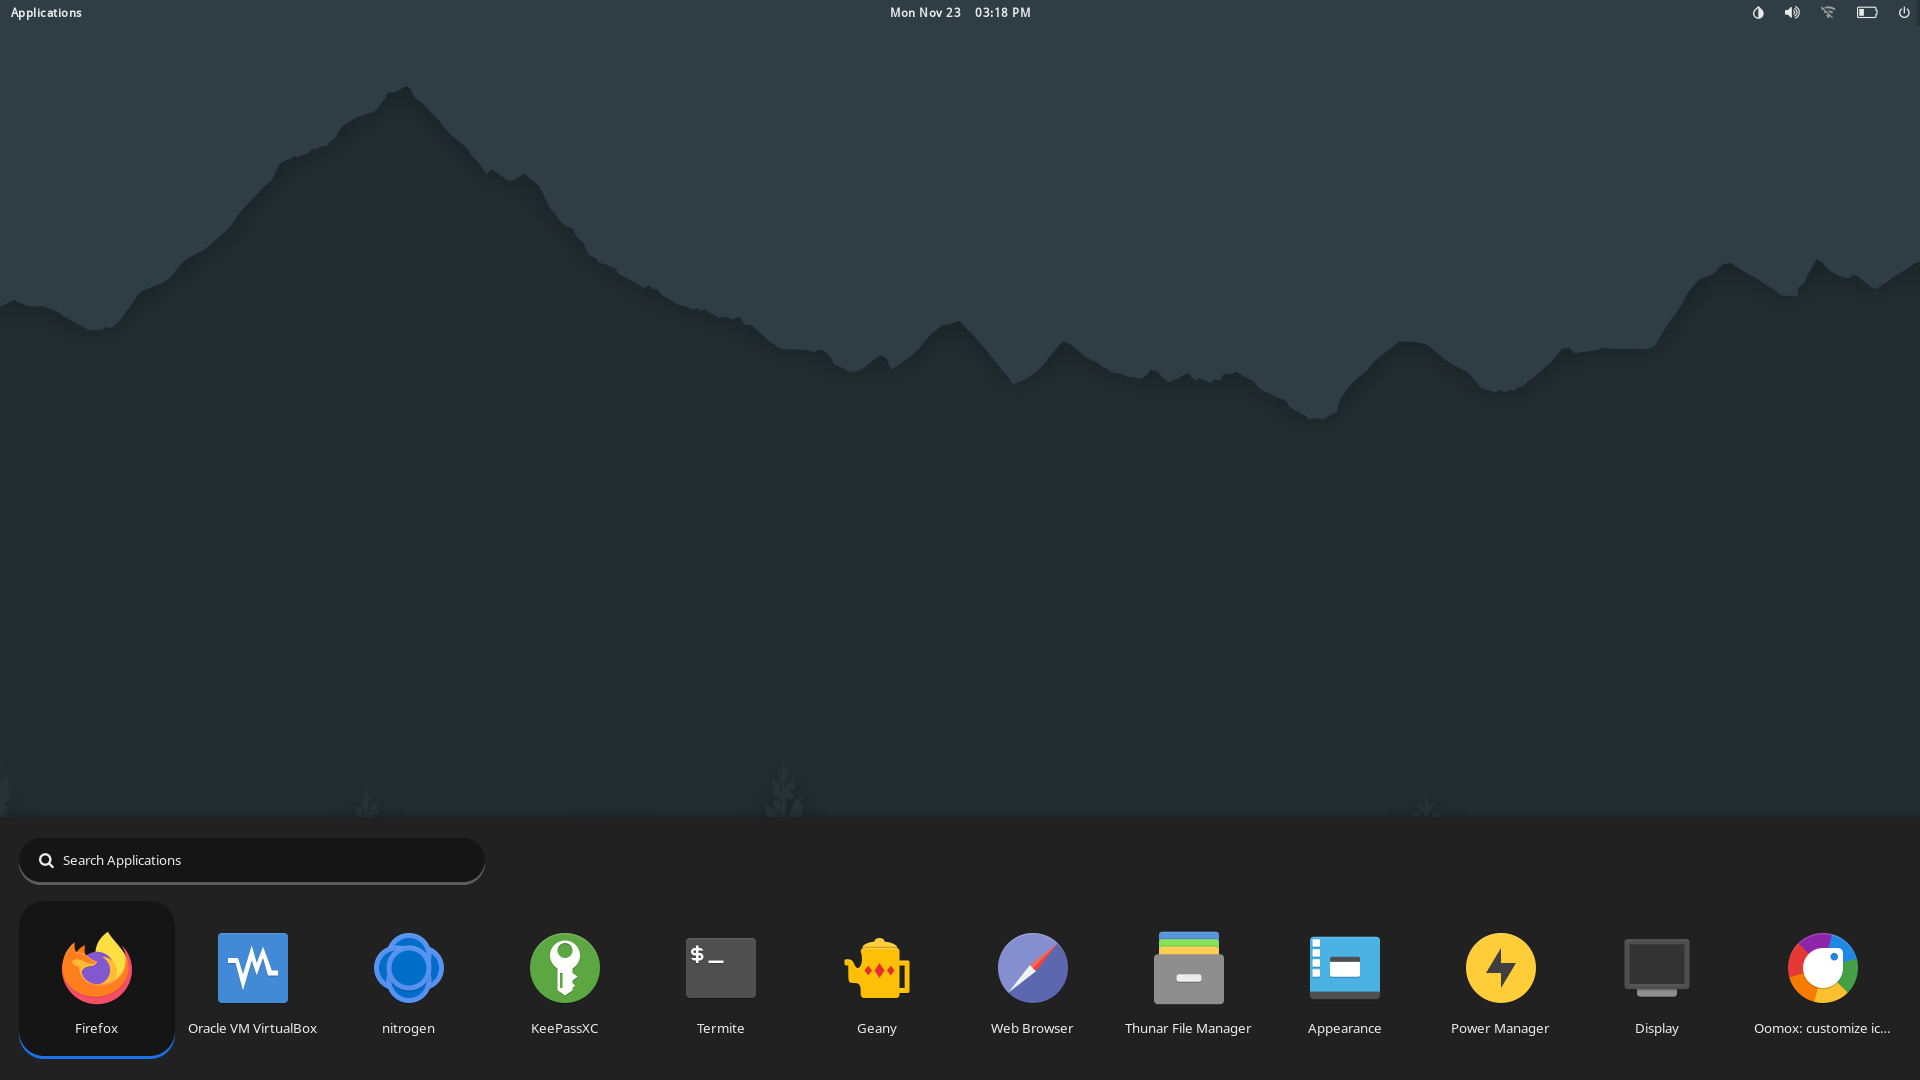 Applications
Mon Nov 23 03:18 PM
Search Applications
$ _
Firefox
Oracle VM VirtualBox
nitrogen
KeePassXC
Termite
Geany
Web Browser
Thunar File Manager
Appearance
Power Manager
Display
Oomox: customize ic...